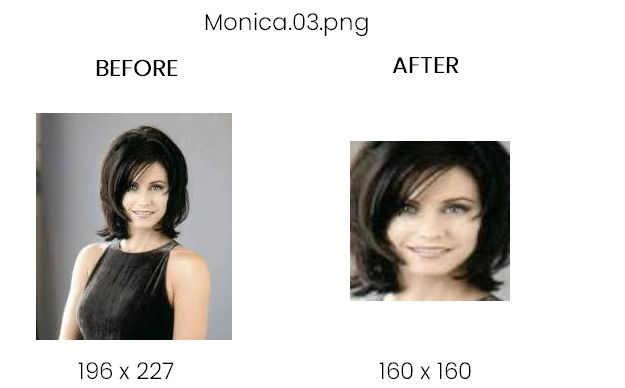 Monica.03.png
BEFORE
AFTER
196 x 227
160 x 160